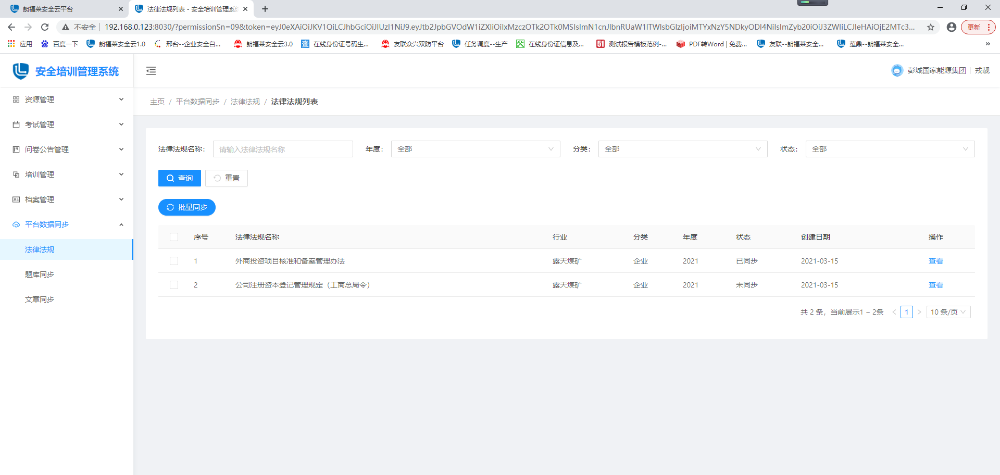 朗福莱安全云平台
法律法规列表 - 安全培训管理系
不安全 192.168.0.123:8030/?permissionSn=09&token=eyJ0eXAiOiJKV1QiLCJhbGciOiJIUzI1NiJ9.eyJtb2JpbGVOdW1iZXIiOiIxMzczOTk2OTk0MSIsImN1cnJlbnRUaW1lTWlsbGlzIjoiMTYxNzY5NDkyODI4NiIsImZyb20iOiJ3ZWIiLCJleHAiOjE2MTc3...
更新
应用 百度一下 朗福莱安全云1.0 邢台--企业安全自... 朗福莱安全云3.0 查 在线身份证号码生... 友联众兴双防平台 任务调度--生产 在线身份证信息及... 51 测试报告模板范例-... PDF转Word | 免费... 友联--朗福莱安全... 蕴鼎--朗福莱安全... »
安全培训管理系统
彭城国家能源集团 戎靓
资源管理
考试管理
问卷公告管理
培训管理
档案管理
平台数据同步
法律法规
题库同步
文章同步
主页 / 平台数据同步 / 法律法规 / 法律法规列表
法律法规名称: 请输入法律法规名称 年度: 全部 分类: 全部 状态: 全部
查询 重置
批量同步
序号 法律法规名称 行业 分类 年度 状态 创建日期 操作
1 外商投资项目核准和备案管理办法 露天煤矿 企业 2021 已同步 2021-03-15 查看
2 公司注册资本登记管理规定（工商总局令） 露天煤矿 企业 2021 未同步 2021-03-15 查看
共 2 条，当前展示1 ~ 2条 < 1 > 10 条/页